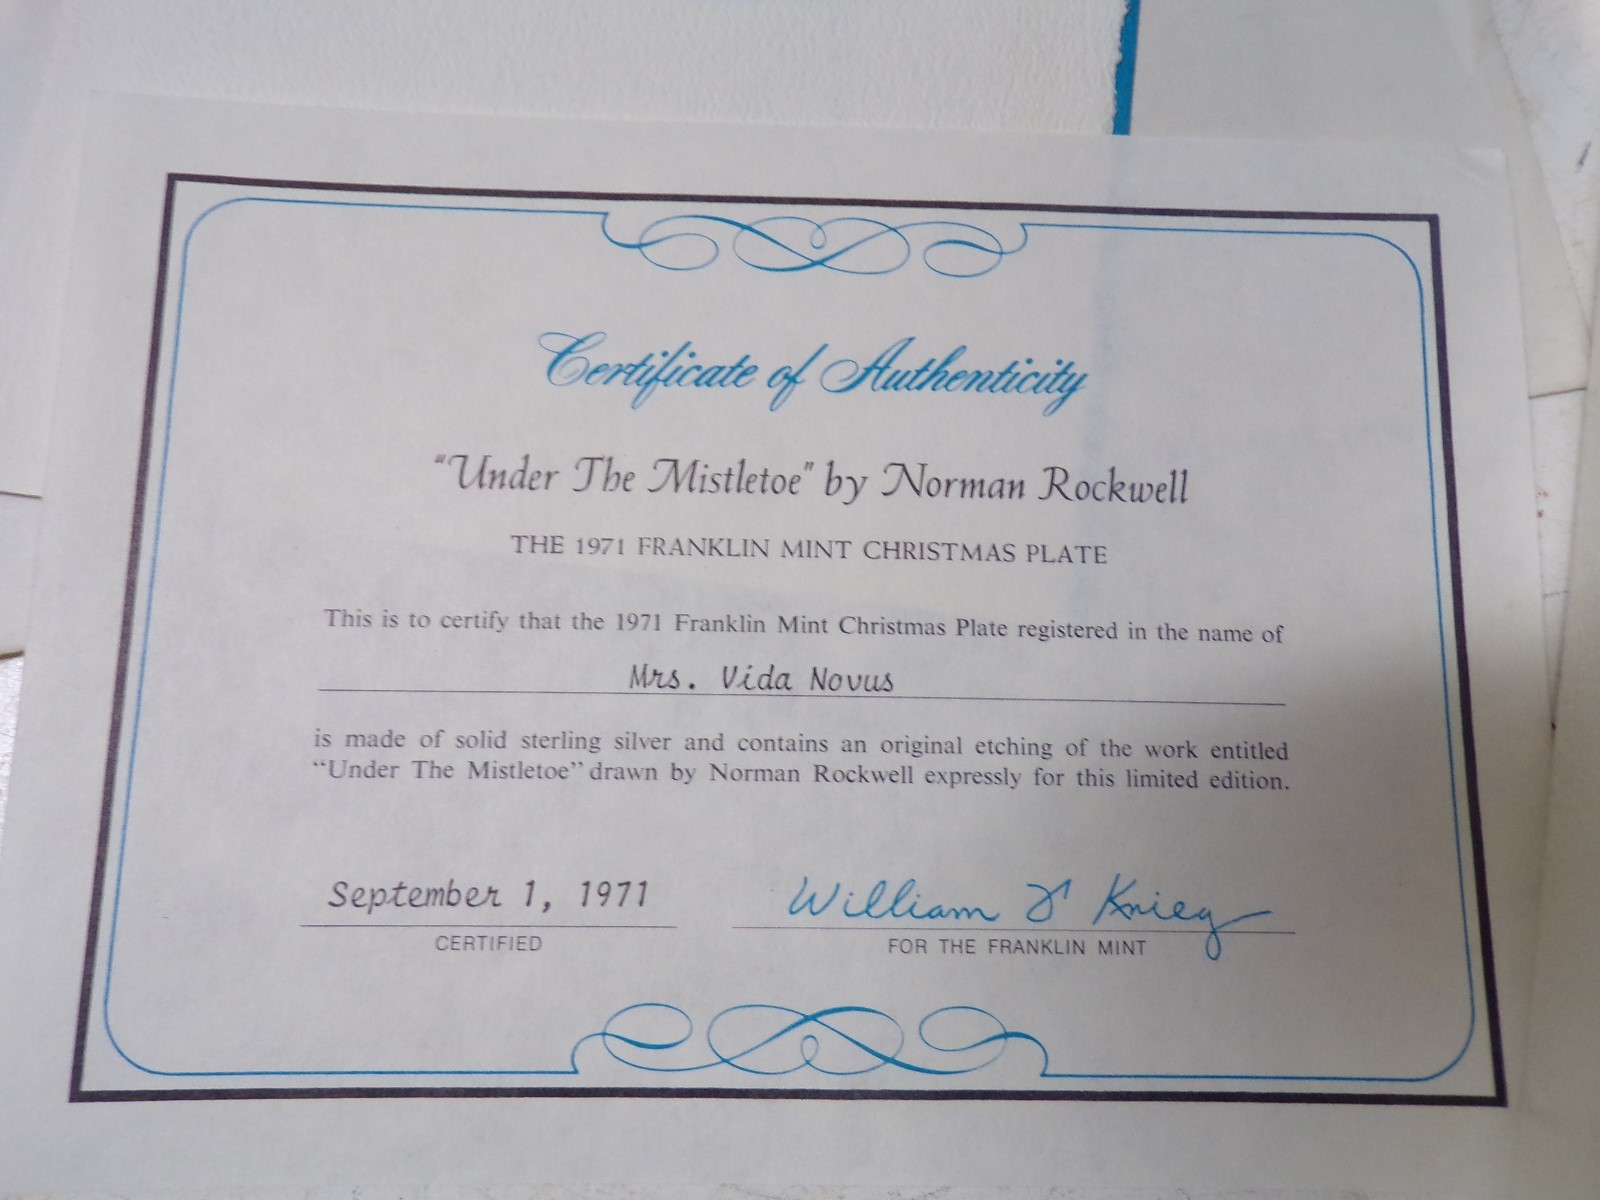 Certificate of Authenticity
“Under The Mistletoe” by Norman Rockwell
THE 1971 FRANKLIN MINT CHRISTMAS PLATE
This is to certify that the 1971 Franklin Mint Christmas Plate registered in the name of
Mrs. Vida Novus
is made of solid sterling silver and contains an original etching of the work entitled
“Under The Mistletoe” drawn by Norman Rockwell expressly for this limited edition.
September 1, 1971
William Krieg
CERTIFIED
FOR THE FRANKLIN MINT